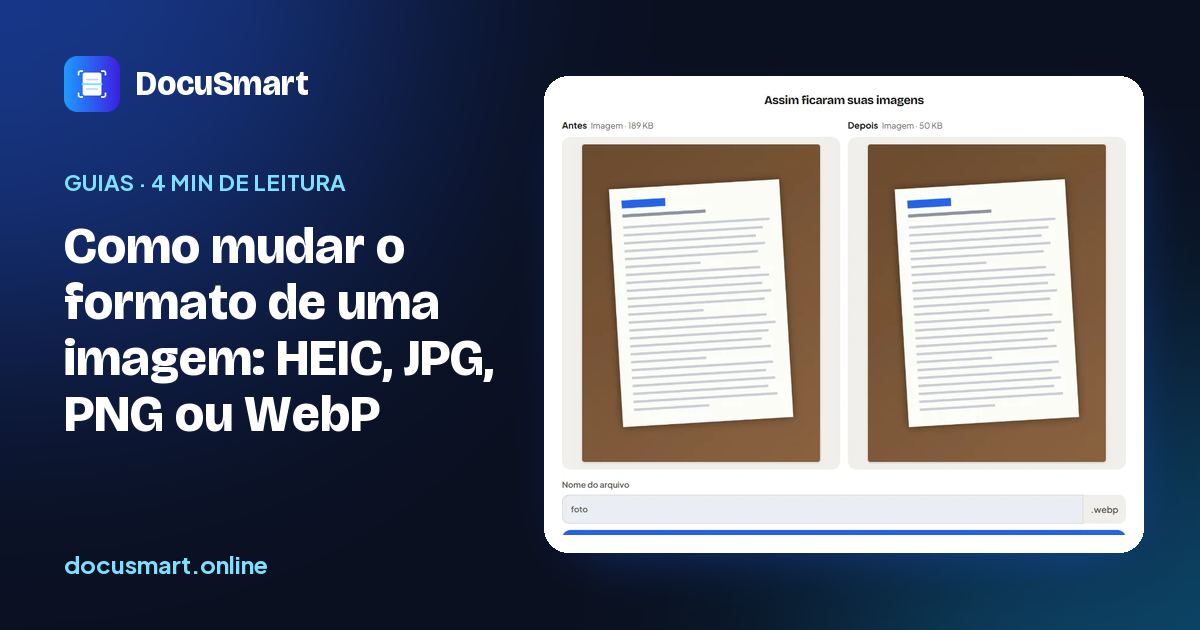 DocuSmart
GUIAS · 4 MIN DE LEITURA
Como mudar o
formato de uma
imagem: HEIC, JPG,
PNG ou WebP
docusmart.online
Assim ficaram suas imagens
Antes Imagem · 189 KB
Depois Imagem · 50 KB
Nome do arquivo
foto
.webp